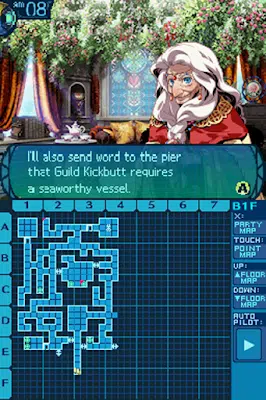 08
I'll also send word to the pier
that Guild Kickbutt requires
a seaworthy vessel.
1 2 3 4 5 6 7 B1F
A
B
C
D
E
F
X:
PARTY
MAP
TOUCH:
POINT
MAP
UP:
▲FLOOR
MAP
DOWN:
▼FLOOR
MAP
AUTO
PILOT: